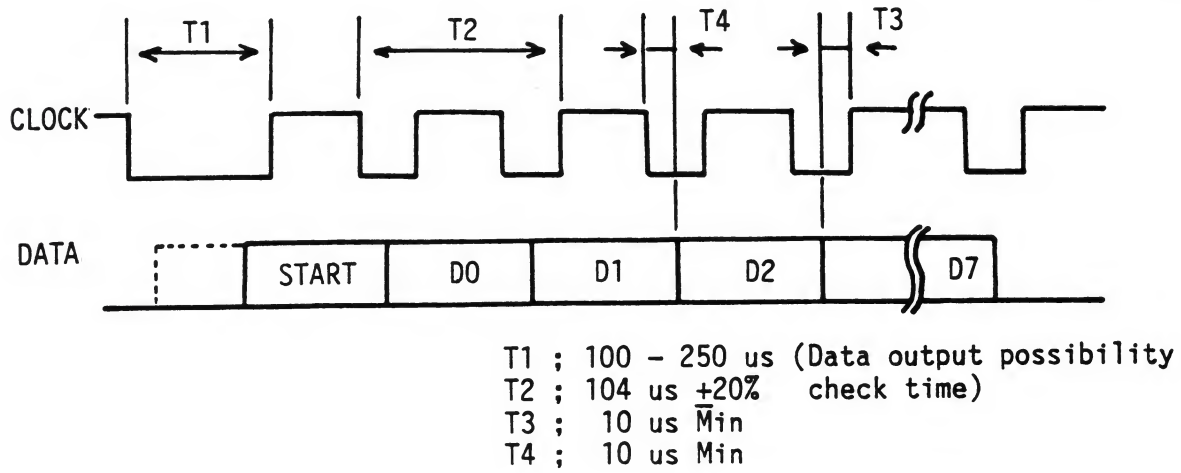 T1 T2 T4 T3
CLOCK
DATA START D0 D1 D2 D7
T1 ; 100 - 250 us (Data output possibility
T2 ; 104 us ±20% check time)
T3 ; 10 us Min
T4 ; 10 us Min